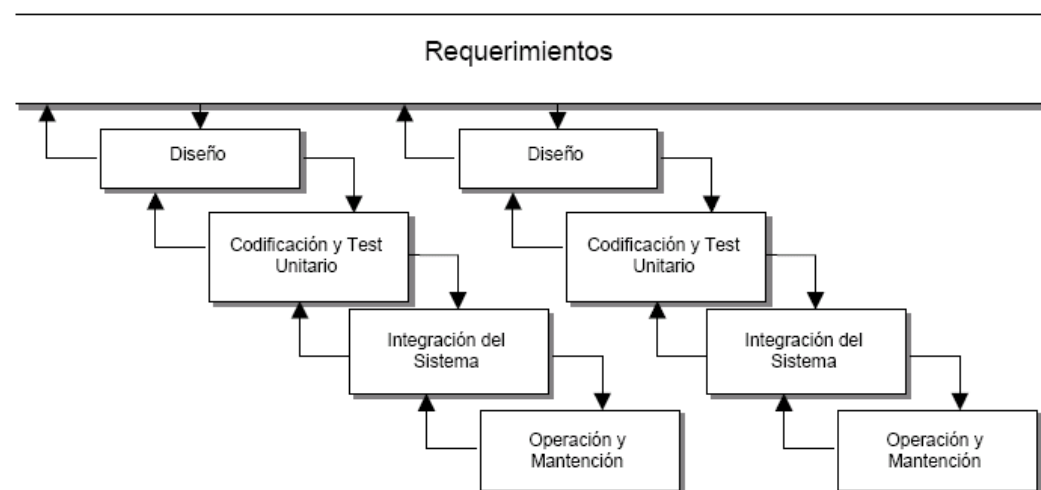 Requerimientos
Diseño
Diseño
Codificación y Test
Unitario
Codificación y Test
Unitario
Integración del
Sistema
Integración del
Sistema
Operación y
Mantención
Operación y
Mantención